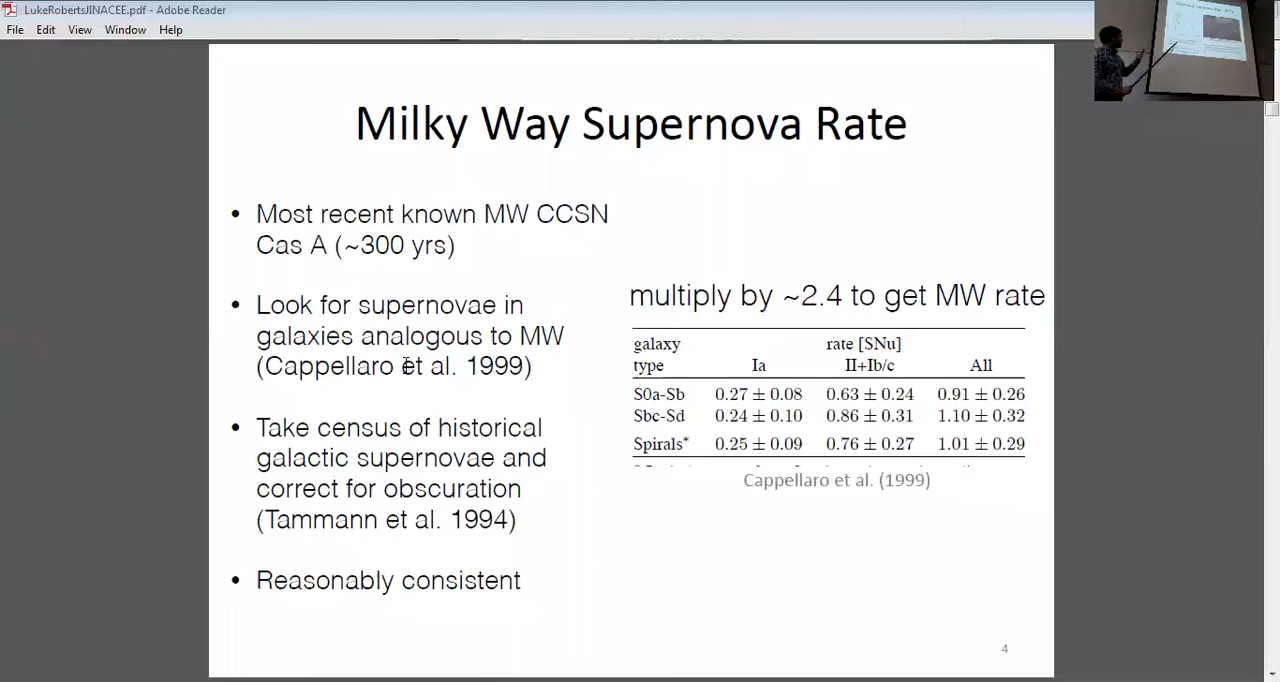 LukeRobertsJINACEE.pdf - Adobe Reader
File Edit View Window Help
Milky Way Supernova Rate
• Most recent known MW CCSN
Cas A (~300 yrs)
• Look for supernovae in
galaxies analogous to MW
(Cappellaro et al. 1999)
• Take census of historical
galactic supernovae and
correct for obscuration
(Tammann et al. 1994)
• Reasonably consistent
multiply by ~2.4 to get MW rate
galaxy rate [SNu]
type Ia II+Ib/c All
S0a-Sb 0.27 ± 0.08 0.63 ± 0.24 0.91 ± 0.26
Sbc-Sd 0.24 ± 0.10 0.86 ± 0.31 1.10 ± 0.32
Spirals* 0.25 ± 0.09 0.76 ± 0.27 1.01 ± 0.29
Cappellaro et al. (1999)
4